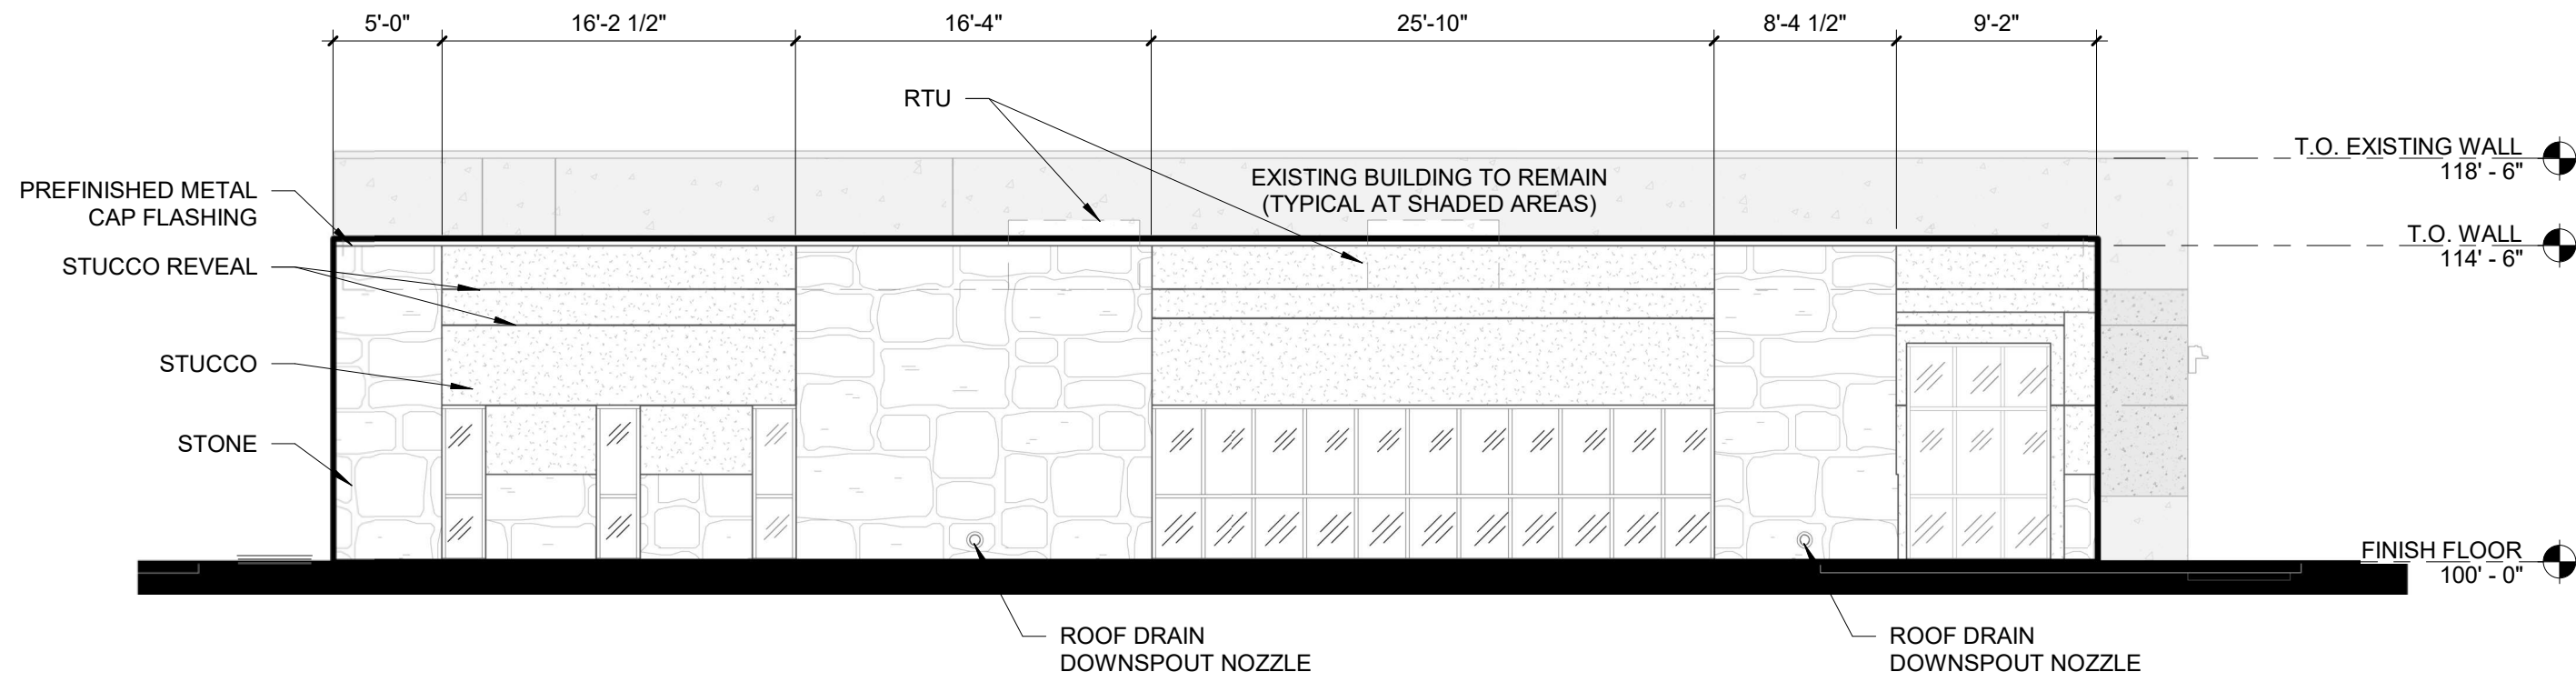 5'-0" 16'-2 1/2" 16'-4" 25'-10" 8'-4 1/2" 9'-2"
RTU
T.O. EXISTING WALL
118' - 6"
PREFINISHED METAL
CAP FLASHING
EXISTING BUILDING TO REMAIN
(TYPICAL AT SHADED AREAS)
T.O. WALL
114' - 6"
STUCCO REVEAL
STUCCO
STONE
FINISH FLOOR
100' - 0"
ROOF DRAIN
DOWNSPOUT NOZZLE
ROOF DRAIN
DOWNSPOUT NOZZLE